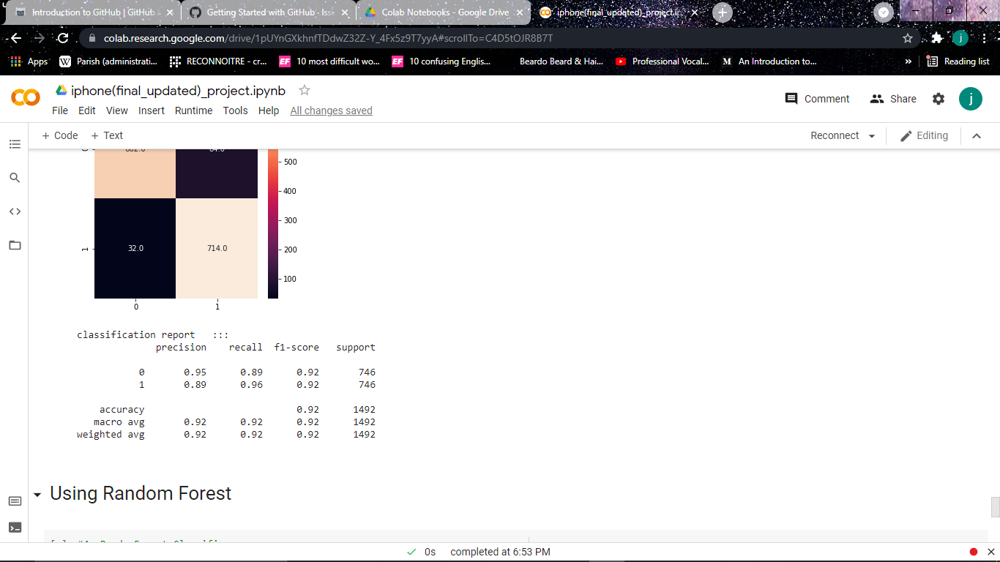 Introduction to GitHub | GitHub
Getting Started with GitHub · Iss
Colab Notebooks - Google Drive
iphone(final_updated)_project.ip
colab.research.google.com/drive/1pUYnGXkhnfTDdwZ32Z-Y_4Fx5z9T7yyA#scrollTo=C4D5tOJR8B7T
j
Apps
W Parish (administrati...
RECONNOITRE - cr...
EF 10 most difficult wo...
EF 10 confusing Englis...
Beardo Beard & Hai...
Professional Vocal...
M An Introduction to...
»
Reading list
iphone(final_updated)_project.ipynb
Comment
Share
j
File Edit View Insert Runtime Tools Help All changes saved
+ Code + Text
Reconnect
Editing
500
400
300
200
100
1
32.0 714.0
0 1
classification report :::
precision recall f1-score support
0 0.95 0.89 0.92 746
1 0.89 0.96 0.92 746
accuracy 0.92 1492
macro avg 0.92 0.92 0.92 1492
weighted avg 0.92 0.92 0.92 1492
Using Random Forest
0s completed at 6:53 PM